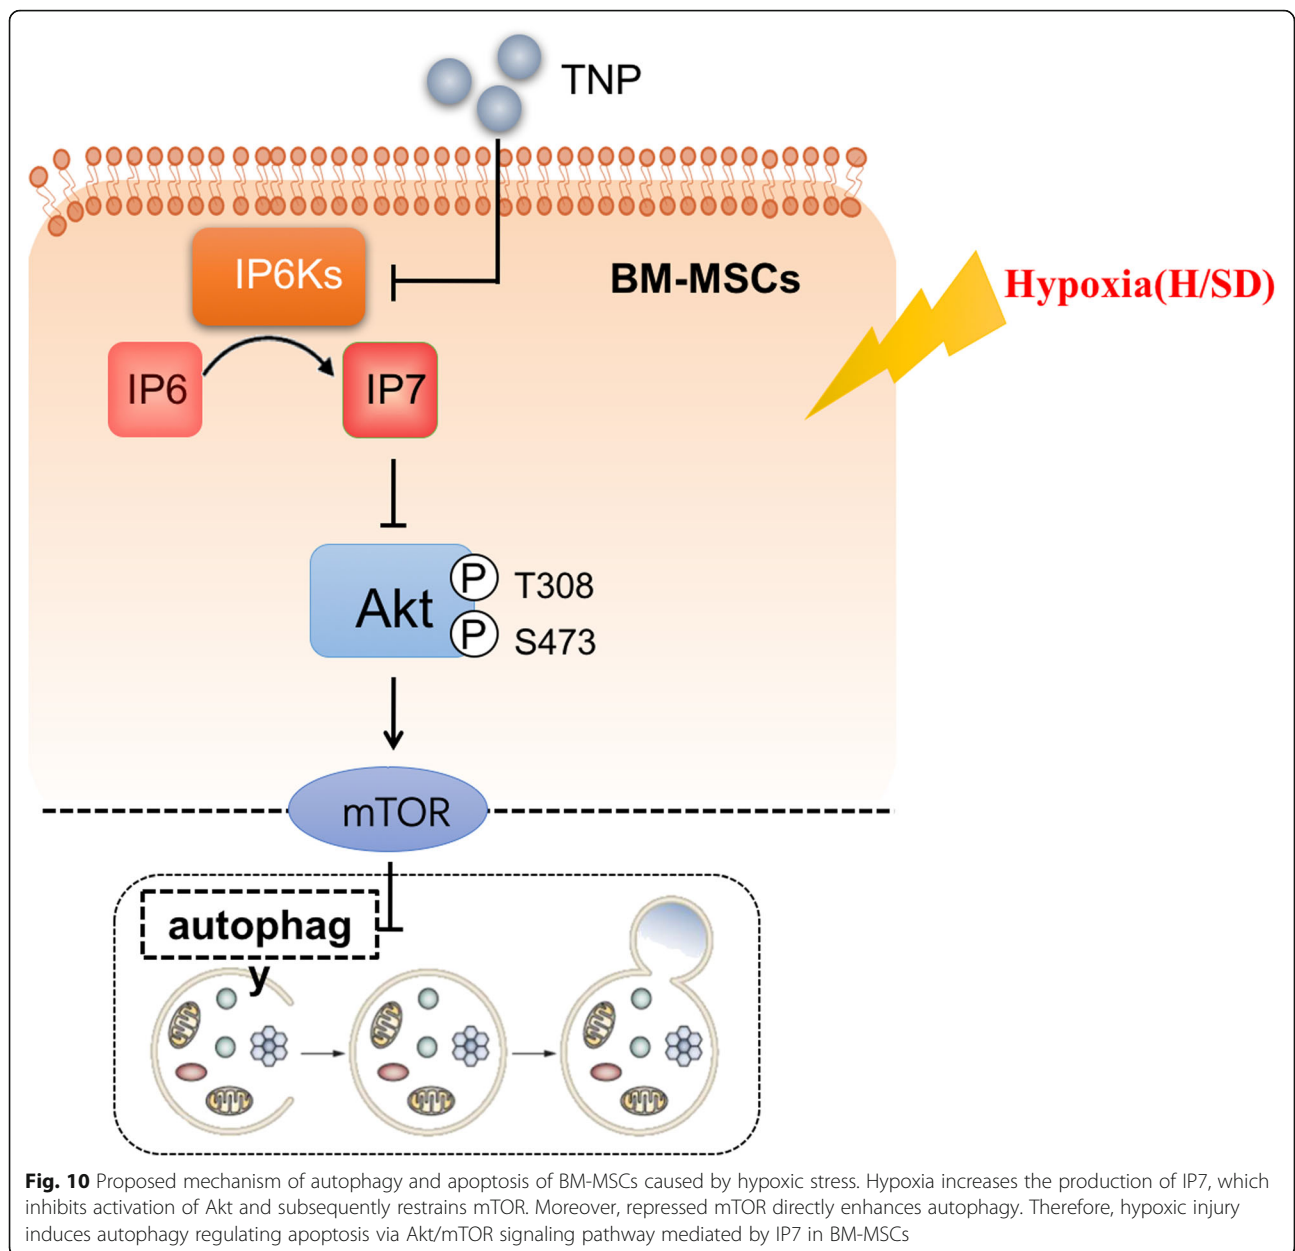 TNP
IP6Ks
BM-MSCs
Hypoxia(H/SD)
IP6
IP7
Akt
P
T308
P
S473
mTOR
autophag
y
Fig. 10 Proposed mechanism of autophagy and apoptosis of BM-MSCs caused by hypoxic stress. Hypoxia increases the production of IP7, which
inhibits activation of Akt and subsequently restrains mTOR. Moreover, repressed mTOR directly enhances autophagy. Therefore, hypoxic injury
induces autophagy regulating apoptosis via Akt/mTOR signaling pathway mediated by IP7 in BM-MSCs